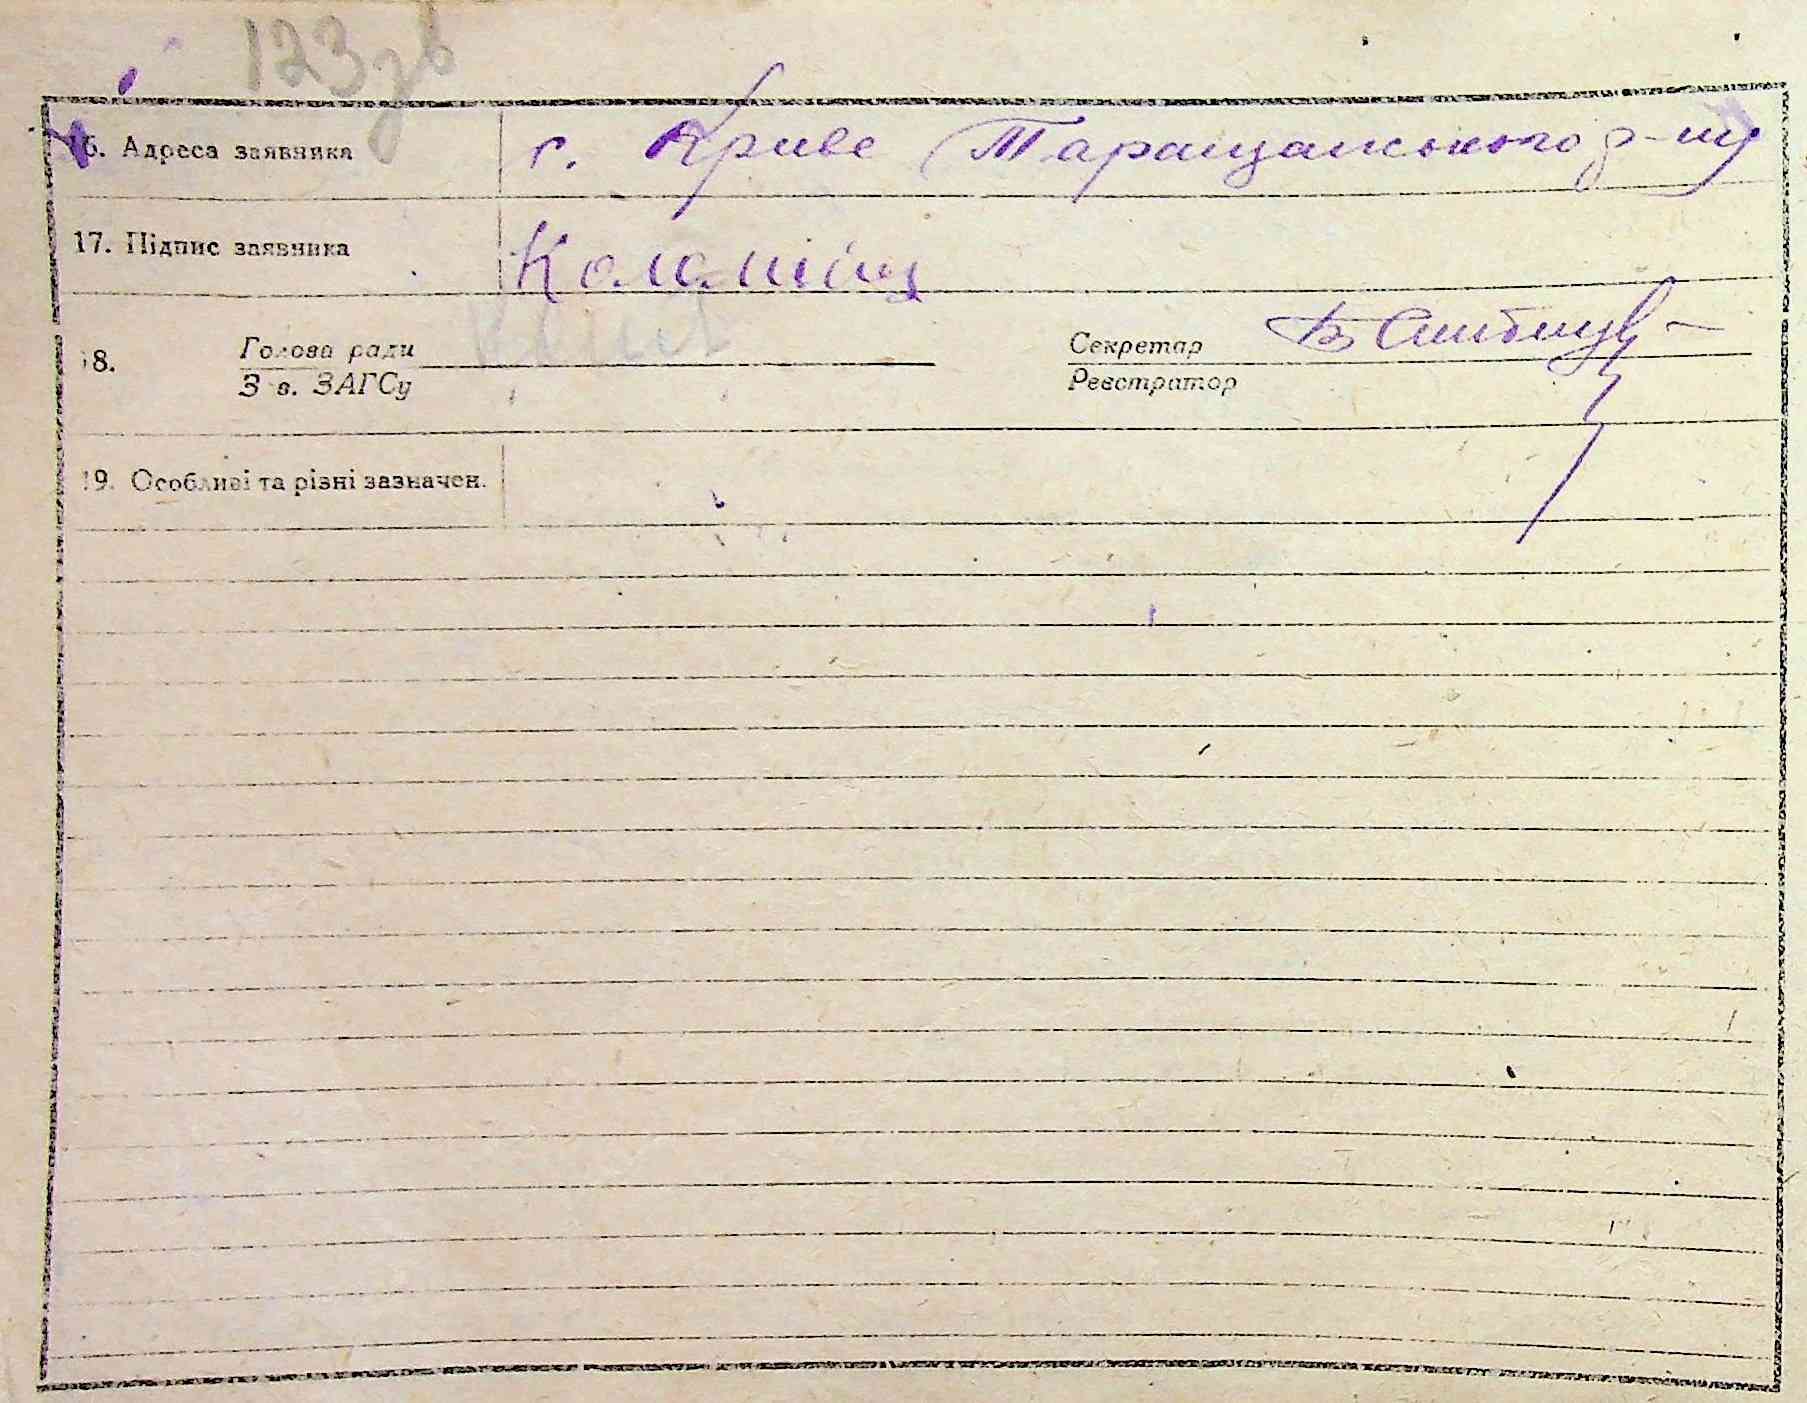 123зв
16. Адреса заявника с. Криве Таращанського р-ну
17. Підпис заявника Коломієць
18. Голова ради Секретар
З в. ЗАГСу Реєстратор
19. Особливі та різні зазначен.